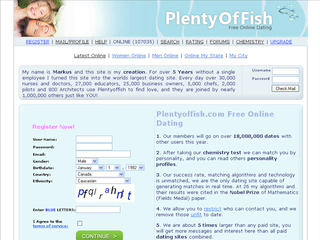 PlentyOfFish
Free Online Dating
REGISTER | MAIL/PROFILE | HELP | ONLINE (107035) | SEARCH | RATING | FORUMS | CHEMISTRY | UPGRADE
Latest Online | Women Online | Men Online | Online My State | My City
My name is Markus and this site is my creation. For over 5 Years without a single employee I turned this site into the worlds largest dating site. Every day over 30,000 nurses and doctors, 27,000 educators, 25,000 business owners, 3,000 chefs, 2,000 pilots and 800 Architects use Plentyoffish to find love, and they are joined by nearly 1,000,000 others just like YOU!
Username
Password
Check Mail
Register Now!
User Name:
Password:
Email:
Gender: Male
Birthdate: January 1 1982
Country: Canada
Ethnicity: Caucasian
Enter BLUE LETTERS:
I Agree to the
terms of service:
CONTINUE
Plentyoffish.com Free Online
Dating
1. Our members will go on over 18,000,000 dates with
other users this year.
2. After taking our chemistry test we can match you by
personality, and you can read others personality
profiles.
3. Our success rate, matching algorithms and technology
is unmatched, we are the only dating site capable of
generating matches in real time. At 26 my algorithms and
their results were cited in the Nobel Prize of Mathematics
(Fields Medal) paper.
4. We allow you to restrict who can contact you, and we
remove those unfit to date.
5. We are about 5 times larger than any paid site, you
will get more messages and interest here than all paid
dating sites combined.